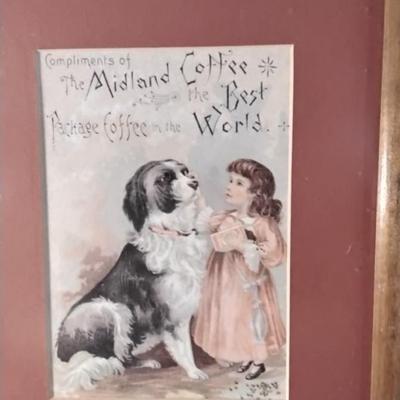 Compliments of
The Midland Coffee
the Best
Package Coffee in the World.